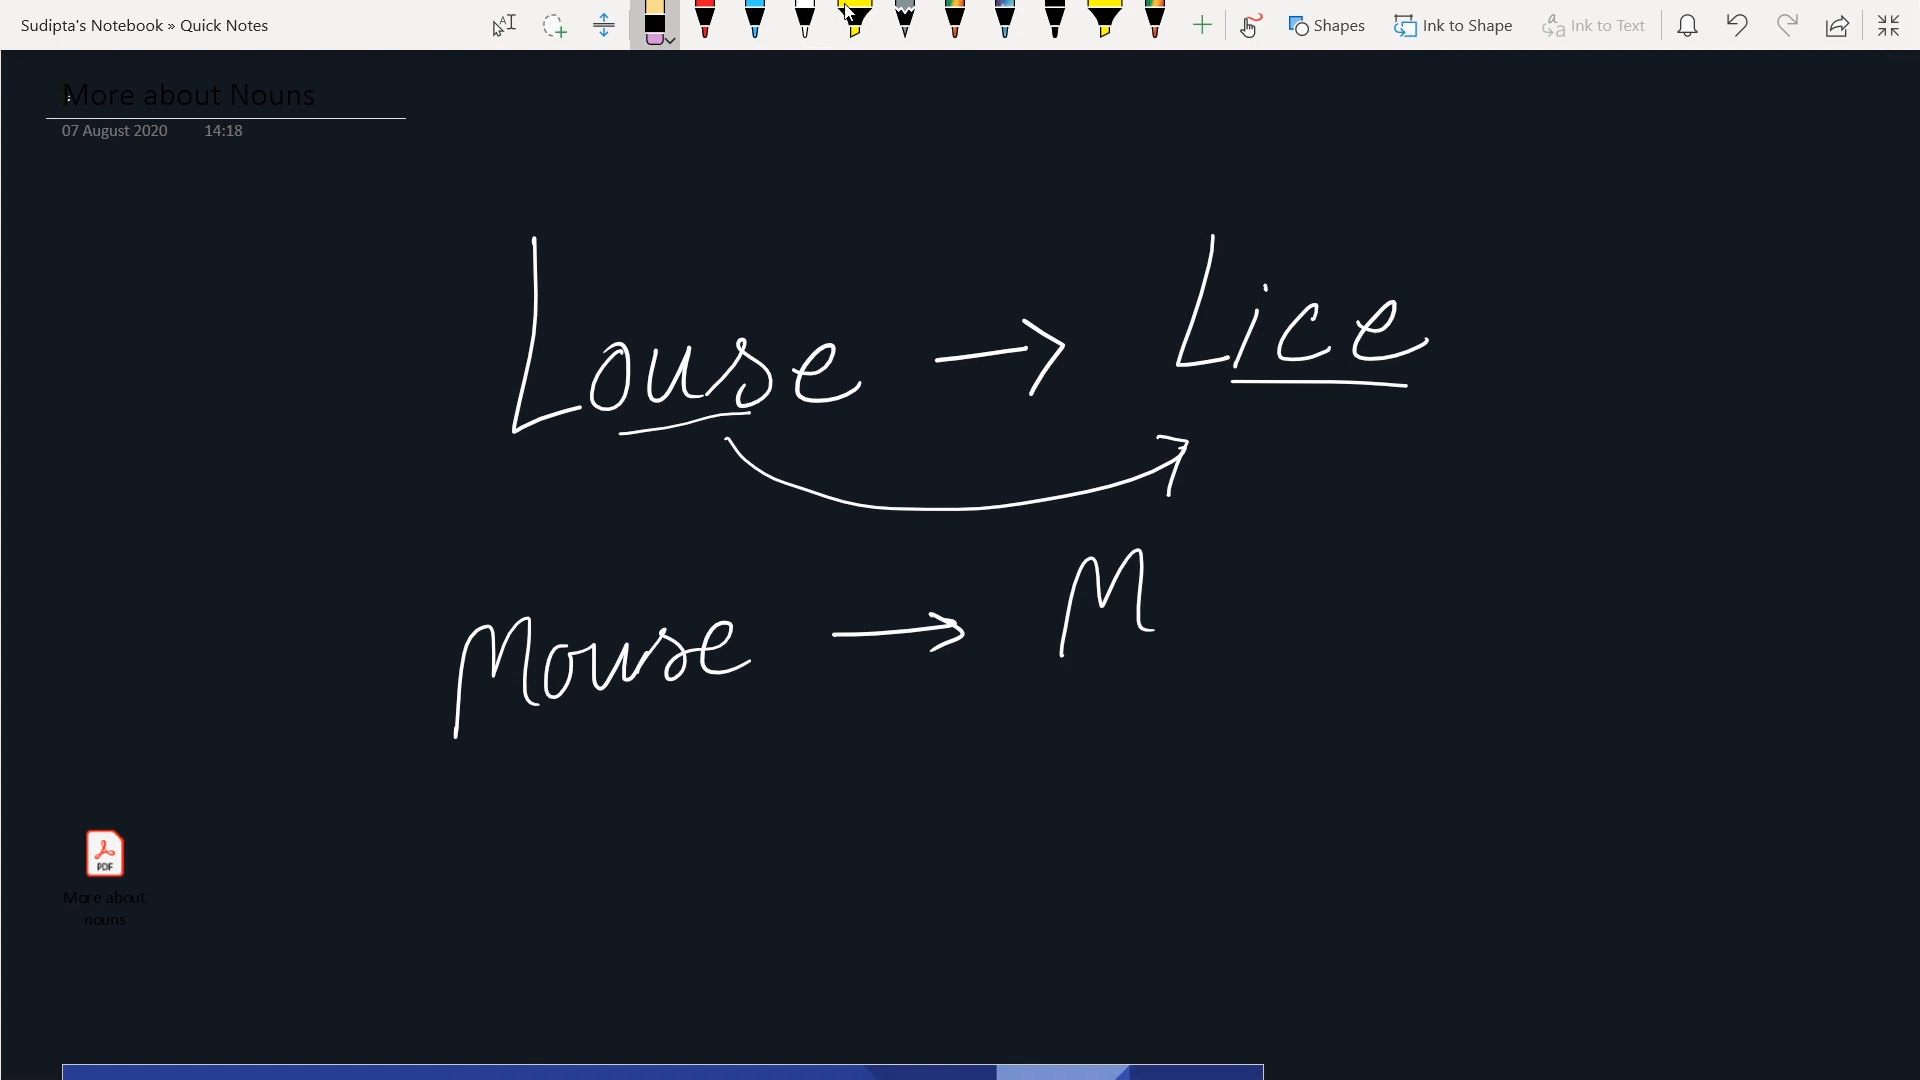 Sudipta's Notebook » Quick Notes
Shapes
Ink to Shape
Ink to Text
More about Nouns
07 August 2020 14:18
Louse → Lice
Mouse → M
PDF
More about
nouns